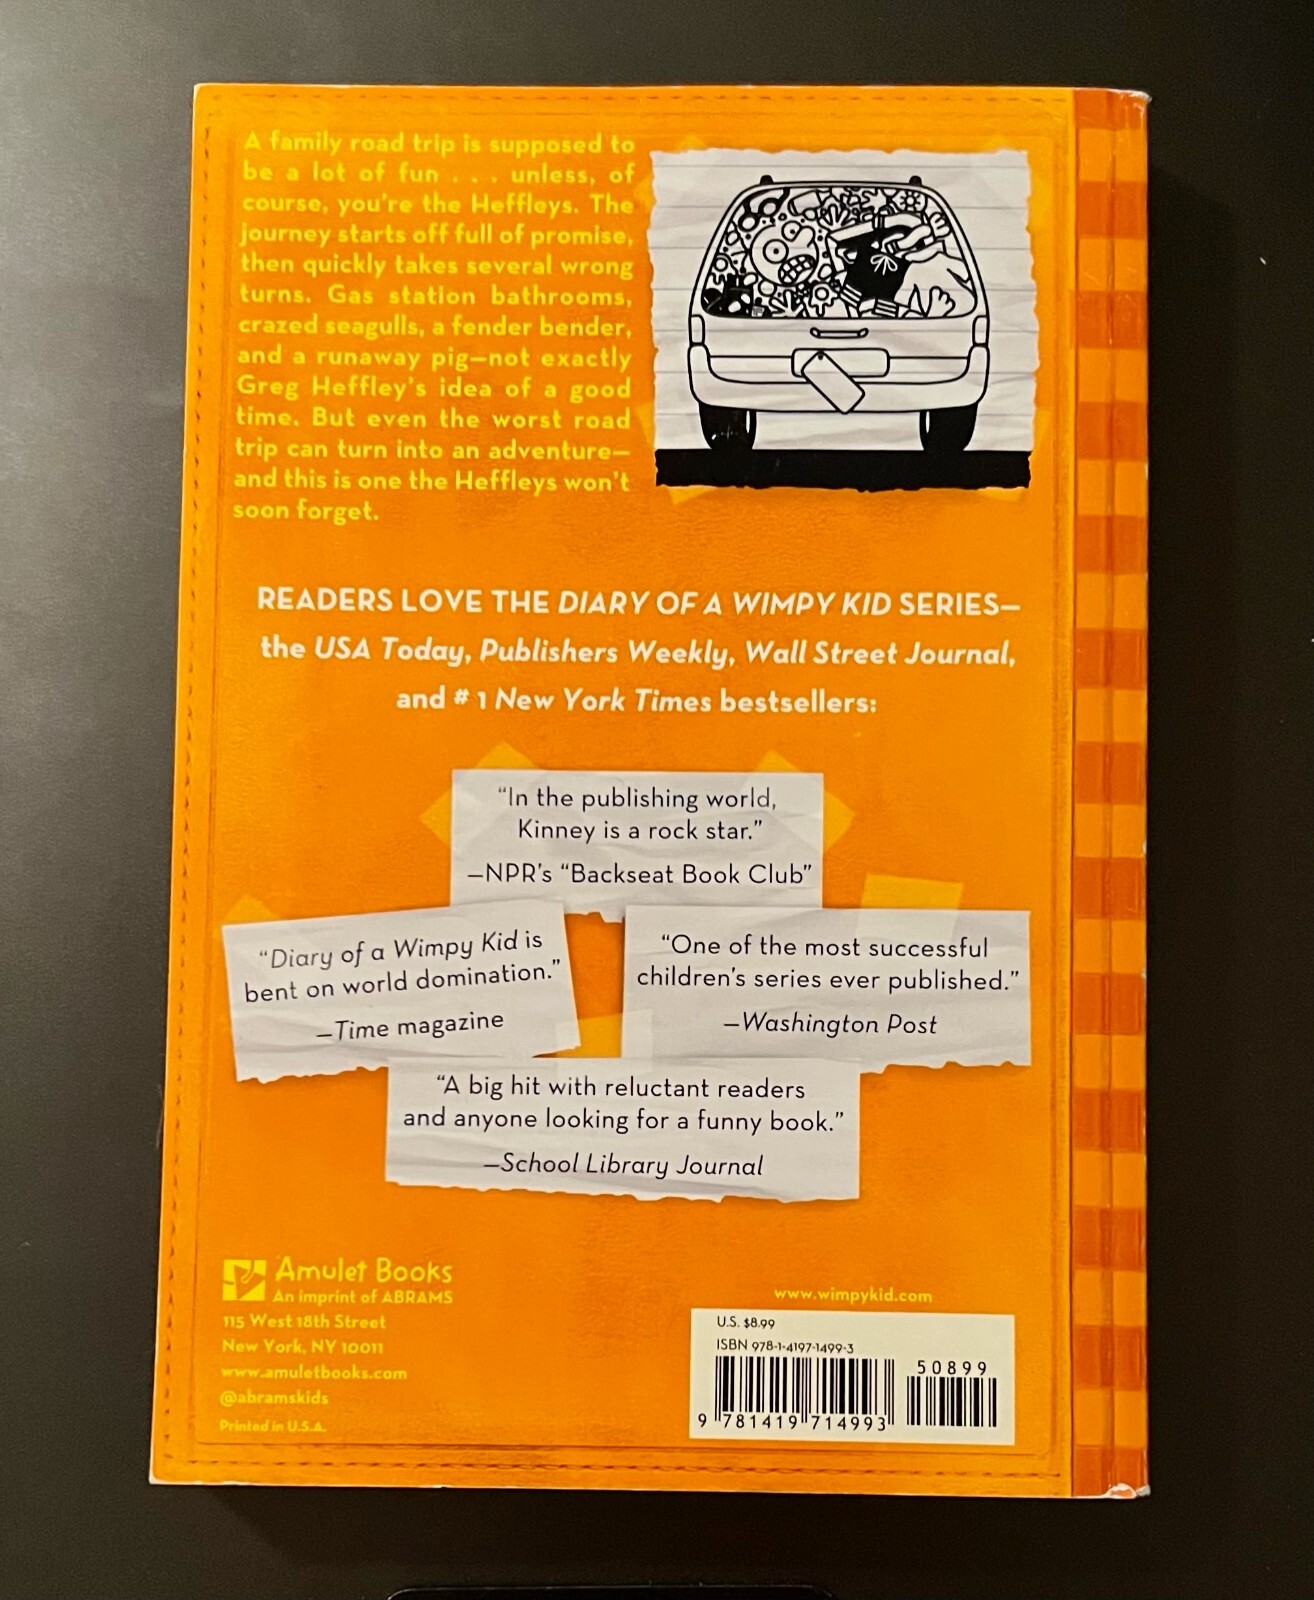 A family road trip is supposed to
be a lot of fun . . . unless, of
course, you're the Heffleys. The
journey starts off full of promise,
then quickly takes several wrong
turns. Gas station bathrooms,
crazed seagulls, a fender bender,
and a runaway pig—not exactly
Greg Heffley's idea of a good
time. But even the worst road
trip can turn into an adventure—
and this is one the Heffleys won't
soon forget.
READERS LOVE THE DIARY OF A WIMPY KID SERIES—
the USA Today, Publishers Weekly, Wall Street Journal,
and #1 New York Times bestsellers:
“In the publishing world,
Kinney is a rock star.”
—NPR's “Backseat Book Club”
“Diary of a Wimpy Kid is
bent on world domination.”
—Time magazine
“One of the most successful
children's series ever published.”
—Washington Post
“A big hit with reluctant readers
and anyone looking for a funny book.”
—School Library Journal
Amulet Books
An imprint of ABRAMS
115 West 18th Street
New York, NY 10011
www.amuletbooks.com
@abramskids
Printed in U.S.A.
www.wimpykid.com
U.S. $8.99
ISBN 978-1-4197-1499-3
50899
9 781419 714993